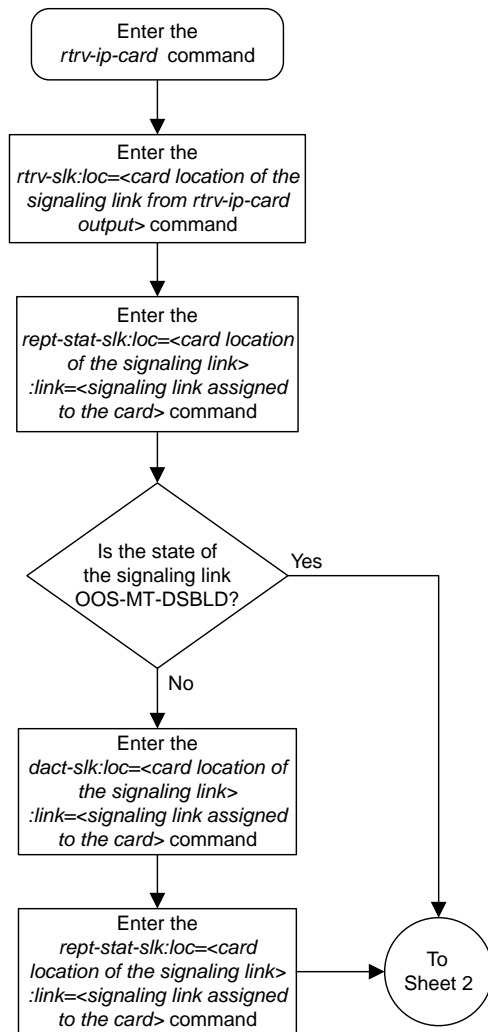 Enter the
rtrv-ip-card command
Enter the
rtrv-slk:loc=<card location of the
signaling link from rtrv-ip-card
output> command
Enter the
rept-stat-slk:loc=<card location
of the signaling link>
:link=<signaling link assigned
to the card> command
Is the state of
the signaling link
OOS-MT-DSBLD?
Yes
No
Enter the
dact-slk:loc=<card location of
the signaling link>
:link=<signaling link assigned
to the card> command
Enter the
rept-stat-slk:loc=<card
location of the signaling link>
:link=<signaling link assigned
to the card> command
To
Sheet 2